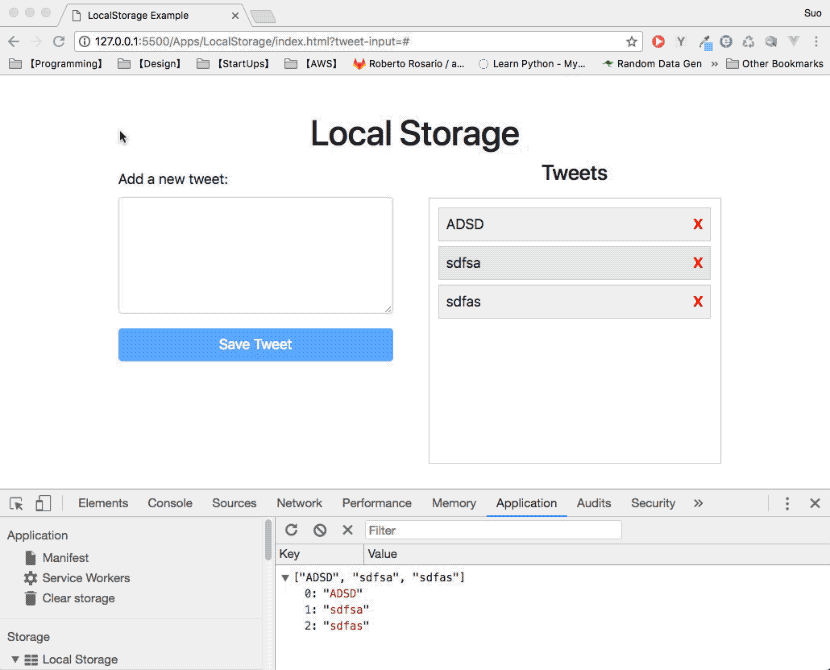 LocalStorage Example
Suo
127.0.0.1:5500/Apps/LocalStorage/index.html?tweet-input=#
【Programming】 【Design】 【StartUps】 【AWS】 Roberto Rosario / a... Learn Python - My... Random Data Gen » Other Bookmarks
Local Storage
Add a new tweet:
Tweets
ADSD X
sdfsa X
sdfas X
Save Tweet
Elements Console Sources Network Performance Memory Application Audits Security »
Application
Manifest
Service Workers
Clear storage
Storage
Local Storage
Filter
Key Value
["ADSD", "sdfsa", "sdfas"]
0: "ADSD"
1: "sdfsa"
2: "sdfas"